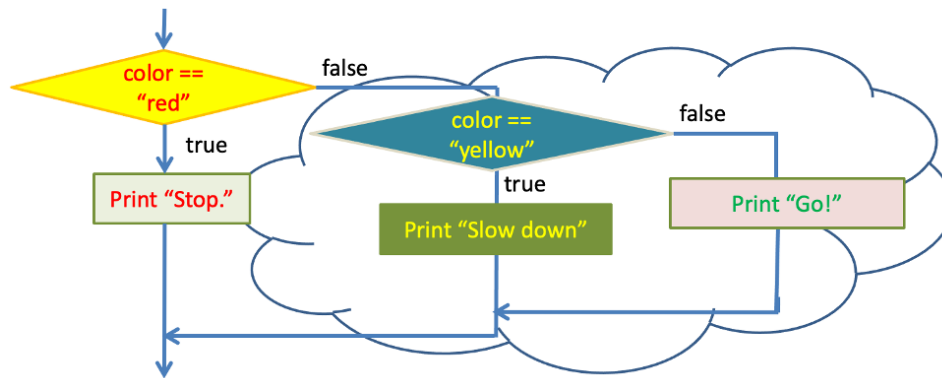 color ==
“red”
false
true
Print “Stop.”
color ==
“yellow”
false
true
Print “Slow down”
Print “Go!”